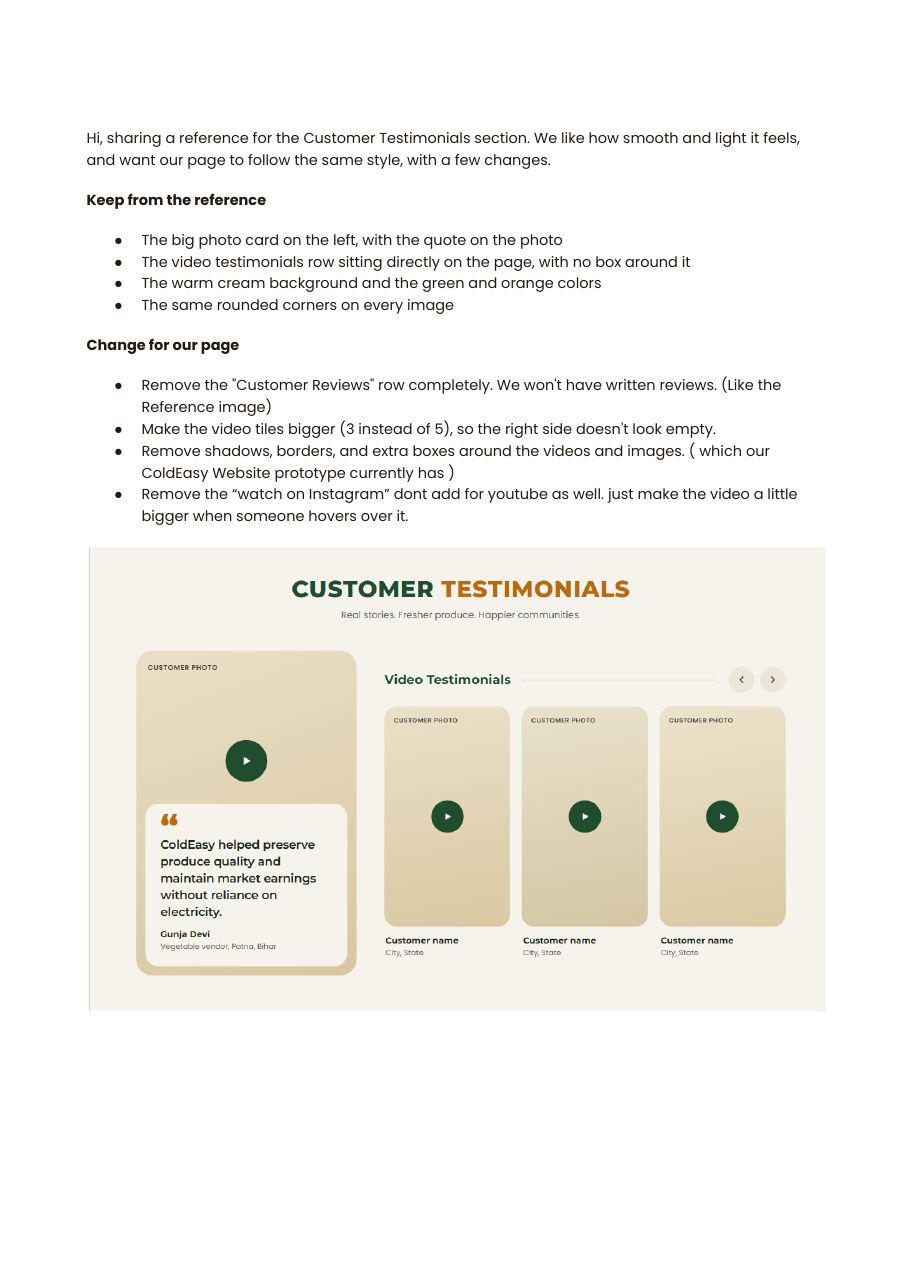 Hi, sharing a reference for the Customer Testimonials section. We like how smooth and light it feels,
and want our page to follow the same style, with a few changes.
Keep from the reference
● The big photo card on the left, with the quote on the photo
● The video testimonials row sitting directly on the page, with no box around it
● The warm cream background and the green and orange colors
● The same rounded corners on every image
Change for our page
● Remove the "Customer Reviews" row completely. We won't have written reviews. (Like the
Reference image)
● Make the video tiles bigger (3 instead of 5), so the right side doesn't look empty.
● Remove shadows, borders, and extra boxes around the videos and images. ( which our
ColdEasy Website prototype currently has )
● Remove the “watch on Instagram” dont add for youtube as well. just make the video a little
bigger when someone hovers over it.
CUSTOMER TESTIMONIALS
Real stories. Fresher produce. Happier communities.
CUSTOMER PHOTO
“
ColdEasy helped preserve
produce quality and
maintain market earnings
without reliance on
electricity.
Gunja Devi
Vegetable vendor, Patna, Bihar
Video Testimonials
CUSTOMER PHOTO
CUSTOMER PHOTO
CUSTOMER PHOTO
Customer name
City, State
Customer name
City, State
Customer name
City, State